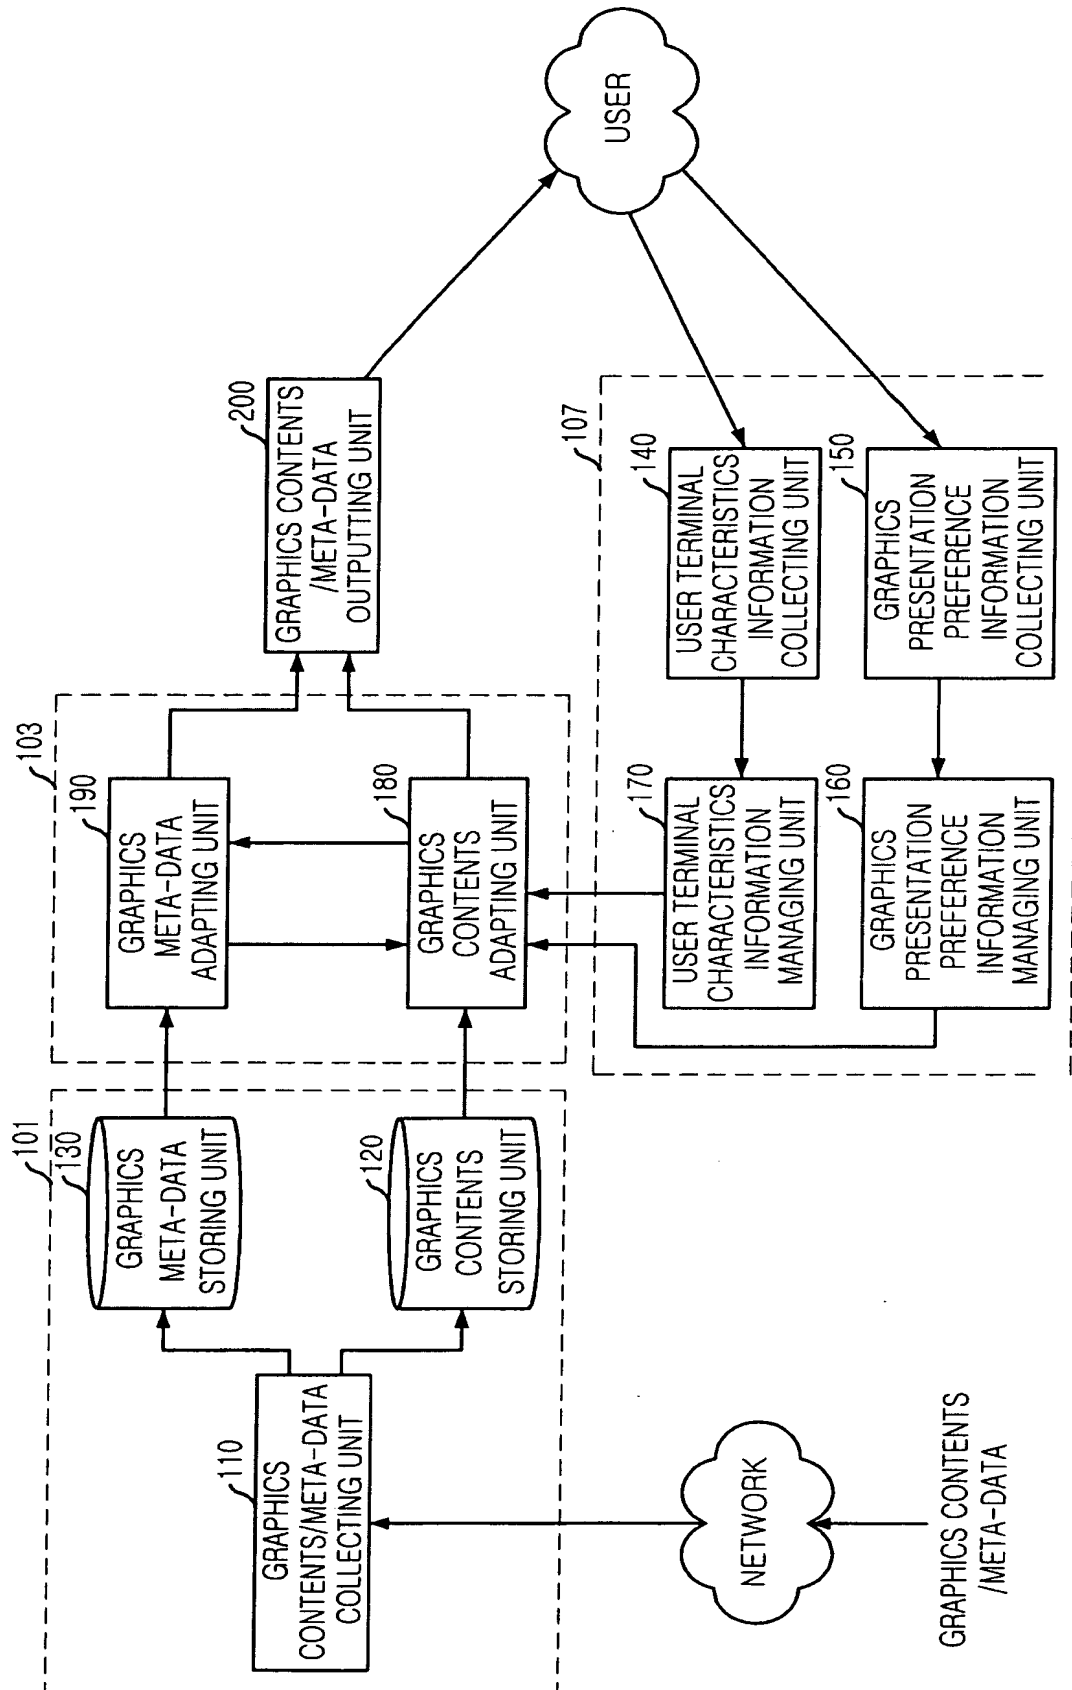 101
130
GRAPHICS
META-DATA
STORING UNIT
110
GRAPHICS
CONTENTS/META-DATA
COLLECTING UNIT
120
GRAPHICS
CONTENTS
STORING UNIT
NETWORK
GRAPHICS CONTENTS
/META-DATA
103
190
GRAPHICS
META-DATA
ADAPTING UNIT
180
GRAPHICS
CONTENTS
ADAPTING UNIT
200
GRAPHICS CONTENTS
/META-DATA
OUTPUTTING UNIT
USER
107
170
USER TERMINAL
CHARACTERISTICS
INFORMATION
MANAGING UNIT
140
USER TERMINAL
CHARACTERISTICS
INFORMATION
COLLECTING UNIT
160
GRAPHICS
PRESENTATION
PREFERENCE
INFORMATION
MANAGING UNIT
150
GRAPHICS
PRESENTATION
PREFERENCE
INFORMATION
COLLECTING UNIT